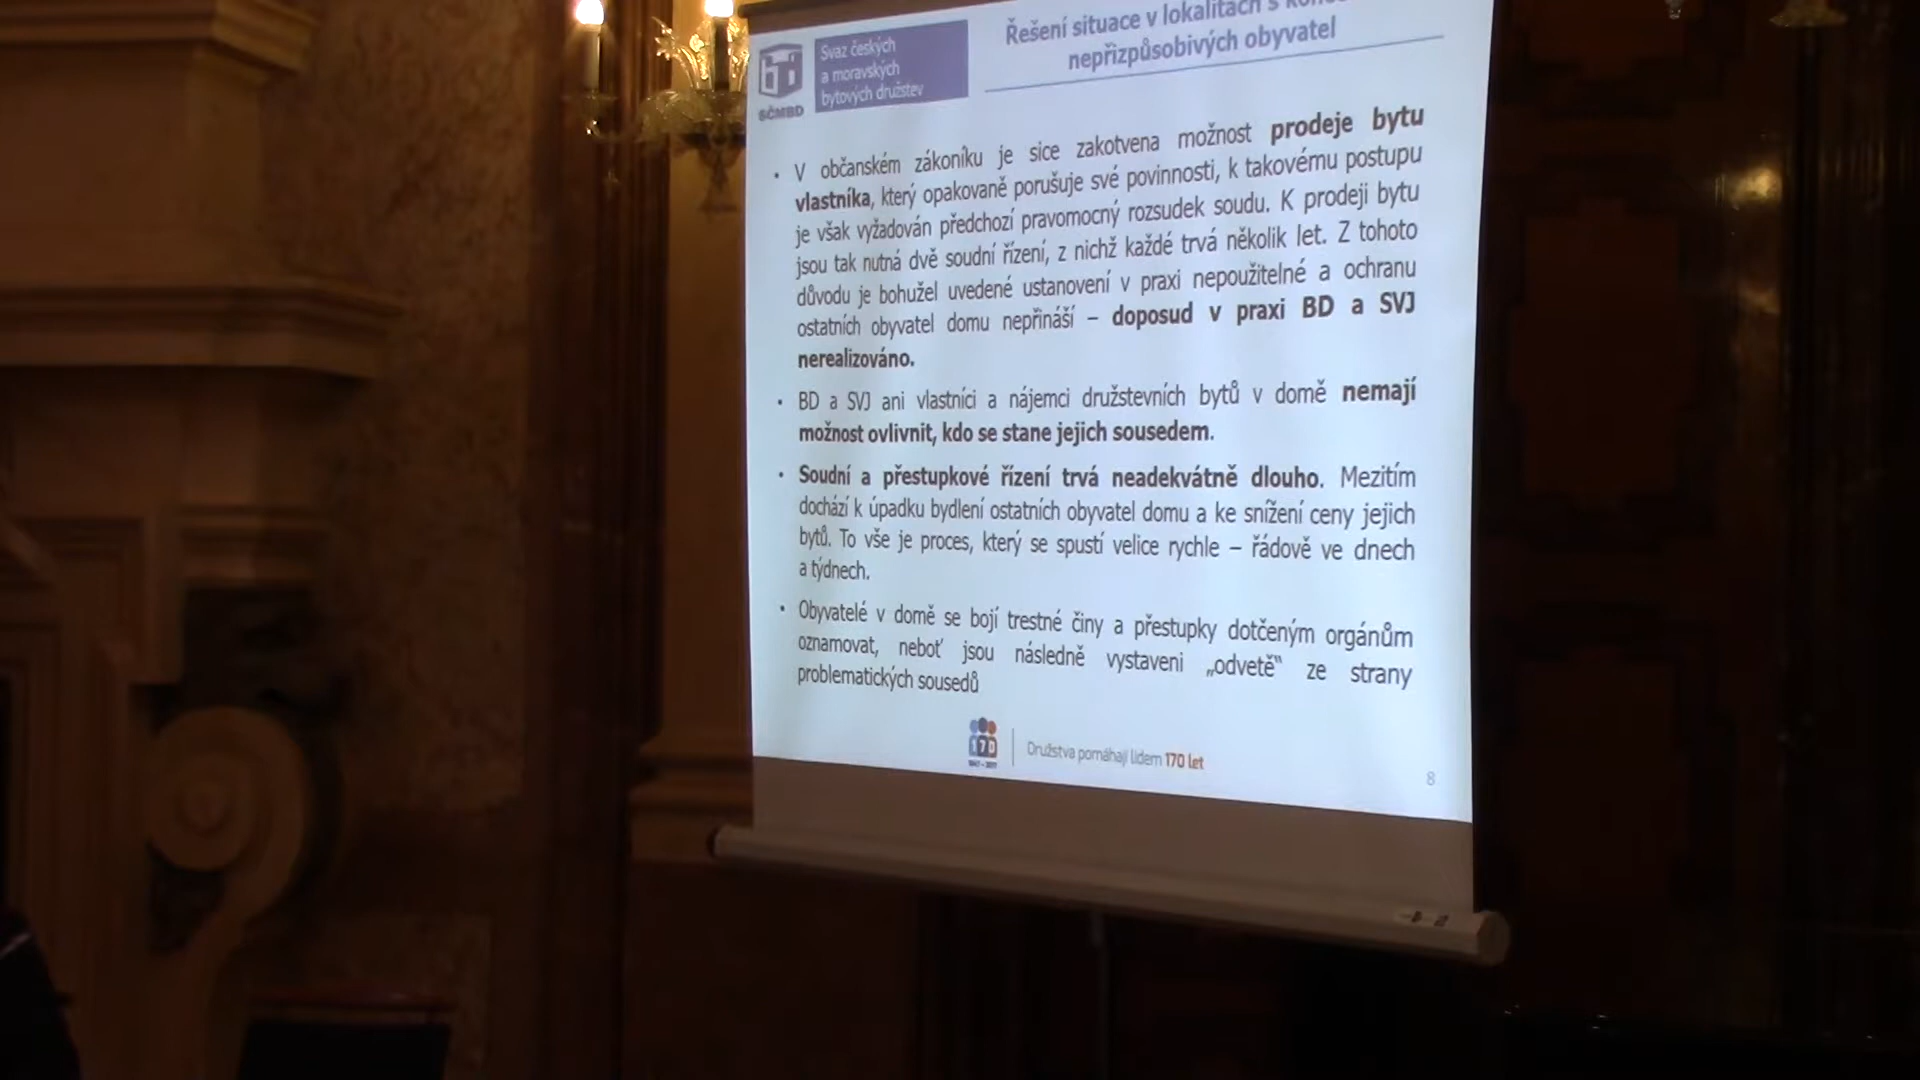 Svaz českých
a moravských
bytových družstev
SČMBD
Řešení situace v lokalitách s
nepřizpůsobivých obyvatel
• V občanském zákoníku je sice zakotvena možnost prodeje bytu
vlastníka, který opakovaně porušuje své povinnosti, k takovému postupu
je však vyžadován předchozí pravomocný rozsudek soudu. K prodeji bytu
jsou tak nutná dvě soudní řízení, z nichž každé trvá několik let. Z tohoto
důvodu je bohužel uvedené ustanovení v praxi nepoužitelné a ochranu
ostatních obyvatel domu nepřináší – doposud v praxi BD a SVJ
nerealizováno.
• BD a SVJ ani vlastníci a nájemci družstevních bytů v domě nemají
možnost ovlivnit, kdo se stane jejich sousedem.
• Soudní a přestupkové řízení trvá neadekvátně dlouho. Mezitím
dochází k úpadku bydlení ostatních obyvatel domu a ke snížení ceny jejich
bytů. To vše je proces, který se spustí velice rychle – řádově ve dnech
a týdnech.
• Obyvatelé v domě se bojí trestné činy a přestupky dotčeným orgánům
oznamovat, neboť jsou následně vystaveni „odvetě“ ze strany
problematických sousedů
170
Družstva pomáhají lidem 170 let
8